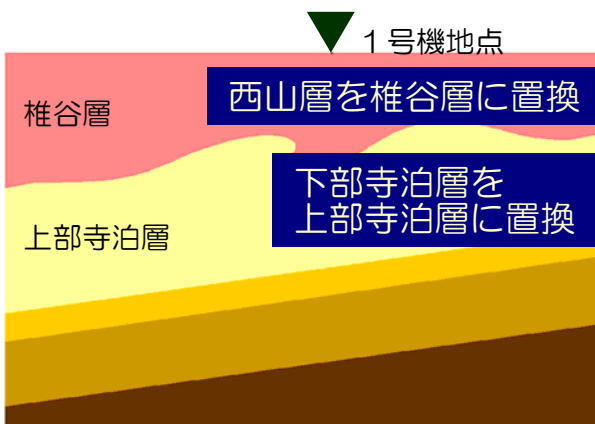 １号機地点
西山層を椎谷層に置換
椎谷層
下部寺泊層を
上部寺泊層に置換
上部寺泊層